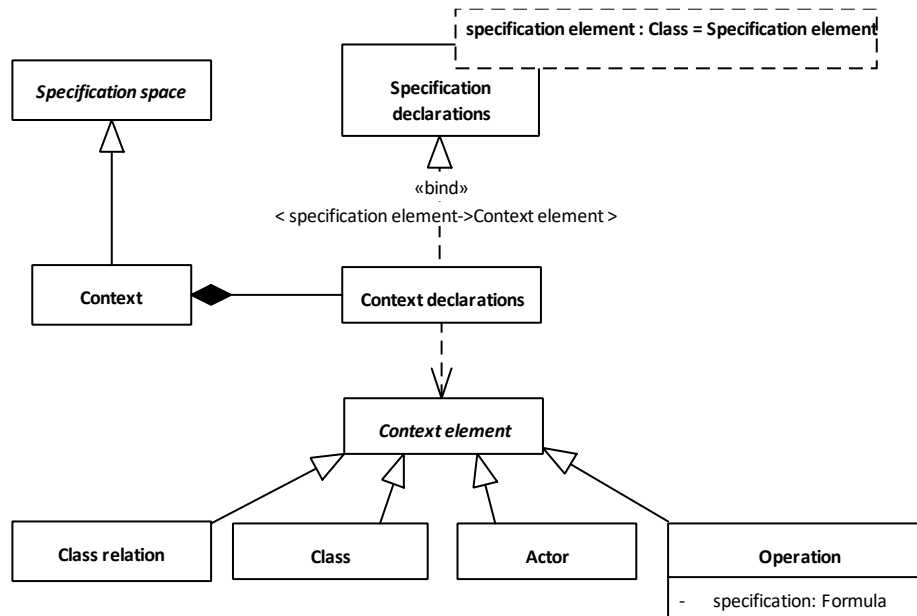 specification element : Class = Specification element
Specification space
Specification
declarations
«bind»
< specification element->Context element >
Context
Context declarations
Context element
Class relation
Class
Actor
Operation
- specification: Formula